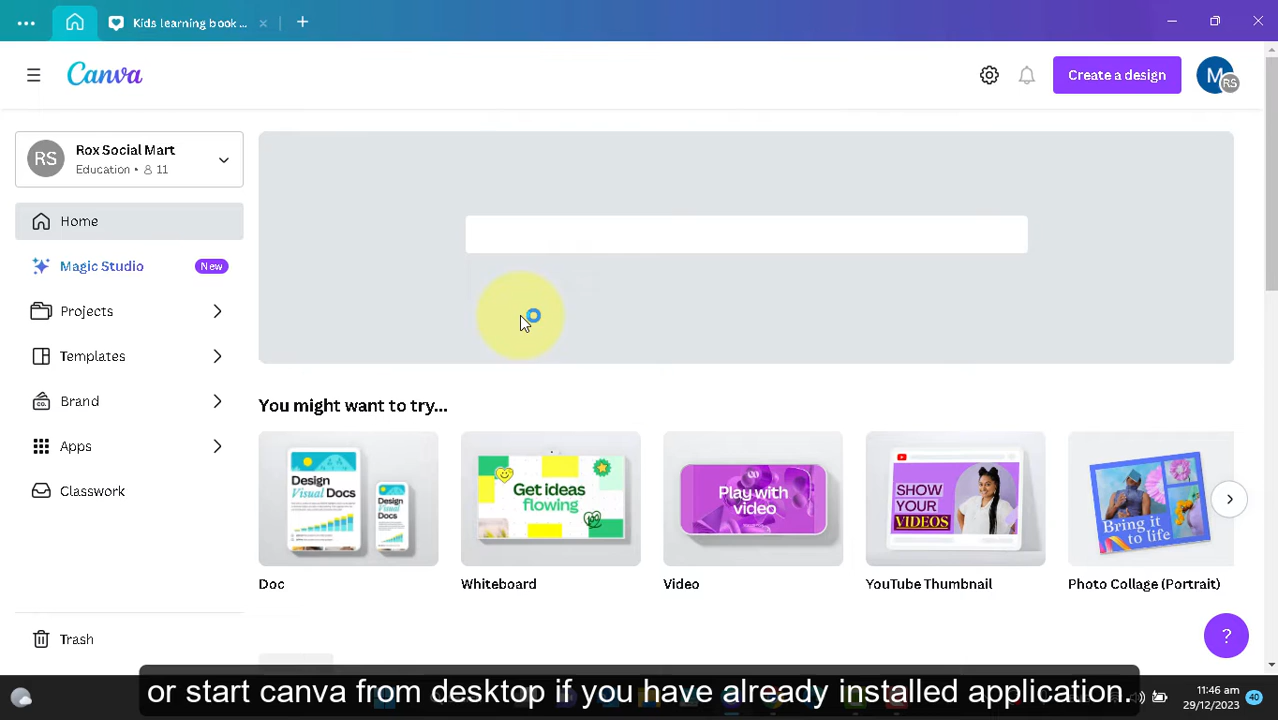 Kids learning book ...
Canva
Create a design
M
RS
RS
Rox Social Mart
Education • 11
Home
Magic Studio
New
Projects
Templates
Brand
Apps
Classwork
Trash
You might want to try...
Design
Visual Docs
Design
Visual
Docs
Get ideas
flowing
Play with
video
SHOW
YOUR
VIDEOS
Bring it
to life
Doc
Whiteboard
Video
YouTube Thumbnail
Photo Collage (Portrait)
?
or start canva from desktop if you have already installed application.
11:46 am
29/12/2023
40